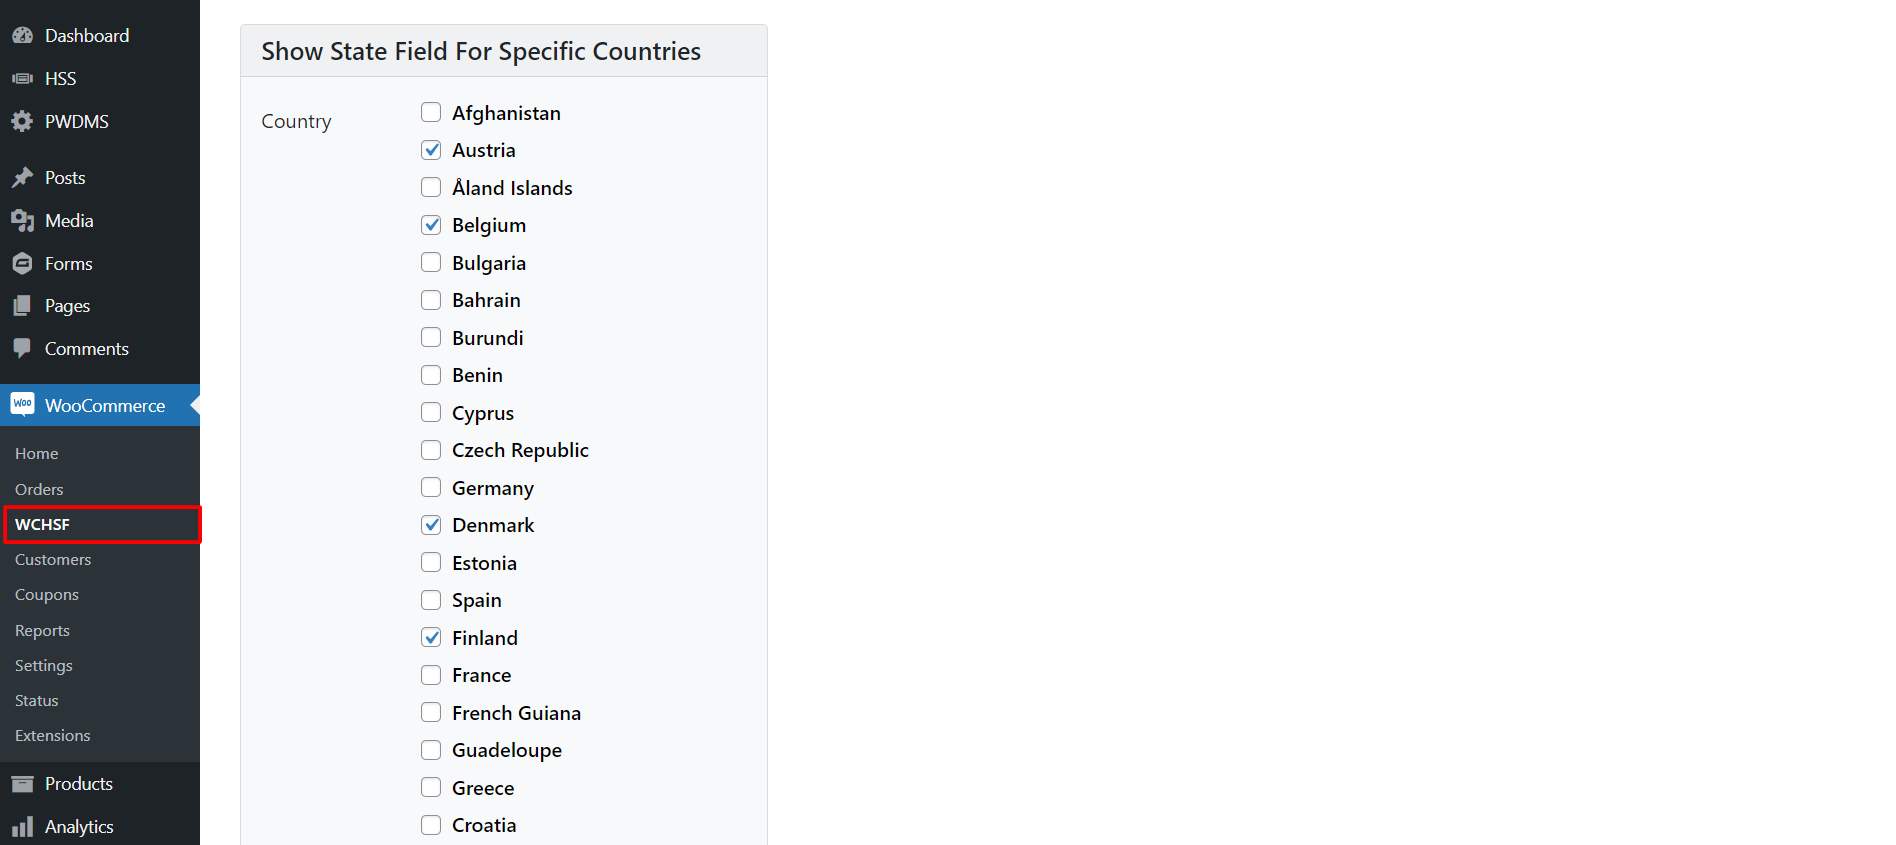 Dashboard
HSS
PWDMS
Posts
Media
Forms
Pages
Comments
Woo
WooCommerce
Home
Orders
WCHSF
Customers
Coupons
Reports
Settings
Status
Extensions
Products
Analytics
Show State Field For Specific Countries
Country
Afghanistan
Austria
Åland Islands
Belgium
Bulgaria
Bahrain
Burundi
Benin
Cyprus
Czech Republic
Germany
Denmark
Estonia
Spain
Finland
France
French Guiana
Guadeloupe
Greece
Croatia